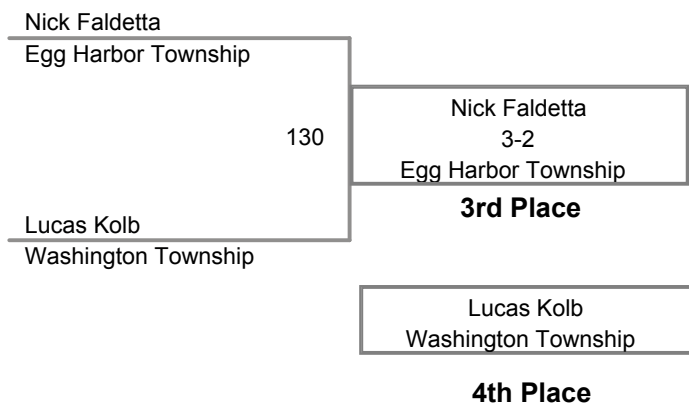 Nick Faldetta
Egg Harbor Township
130
Nick Faldetta
3-2
Egg Harbor Township
3rd Place
Lucas Kolb
Washington Township
Lucas Kolb
Washington Township
4th Place